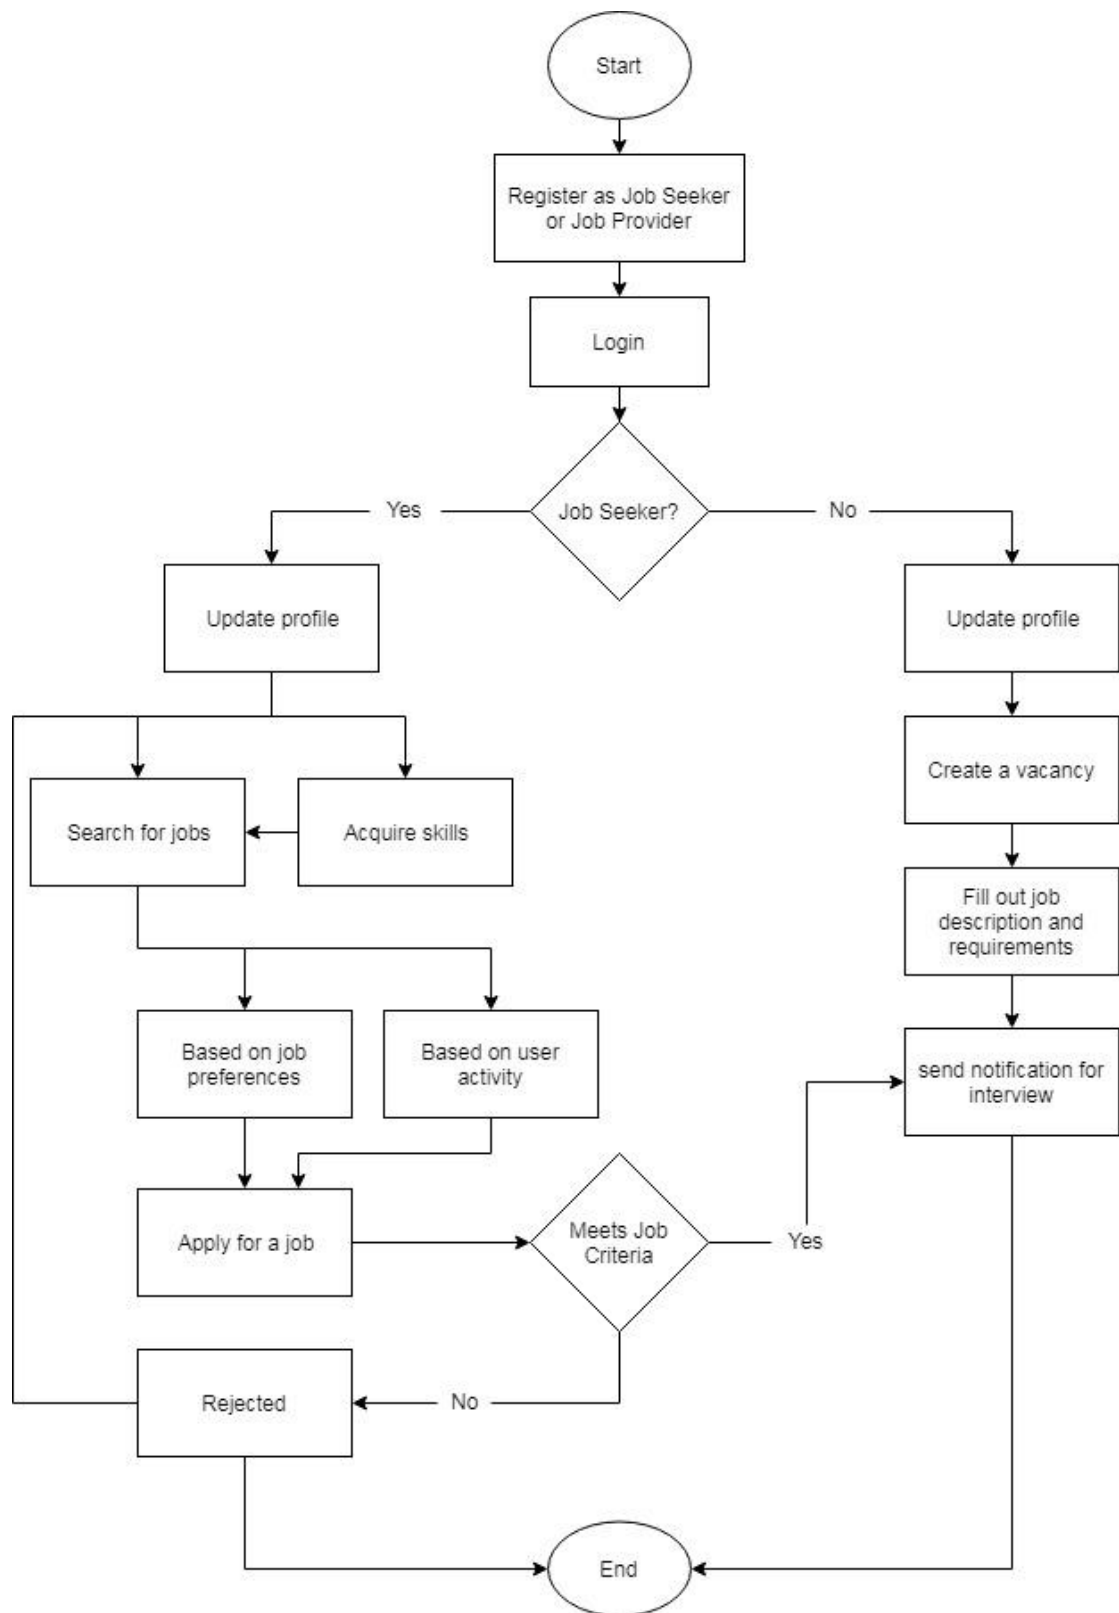 Start
Register as Job Seeker
or Job Provider
Login
Job Seeker?
Yes
No
Update profile
Update profile
Create a vacancy
Search for jobs
Acquire skills
Fill out job
description and
requirements
Based on job
preferences
Based on user
activity
send notification for
interview
Apply for a job
Meets Job
Criteria
Yes
Rejected
No
End